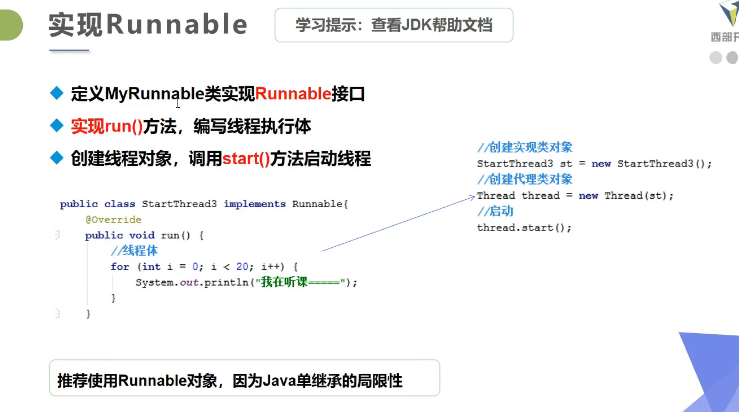 实现Runnable
学习提示：查看JDK帮助文档
西部开
定义MyRunnable类实现Runnable接口
实现run()方法，编写线程执行体
创建线程对象，调用start()方法启动线程
public class StartThread3 implements Runnable{
@Override
public void run() {
//线程体
for (int i = 0; i < 20; i++) {
System.out.println("我在听课=====");
}
}
//创建实现类对象
StartThread3 st = new StartThread3();
//创建代理类对象
Thread thread = new Thread(st);
//启动
thread.start();
推荐使用Runnable对象，因为Java单继承的局限性